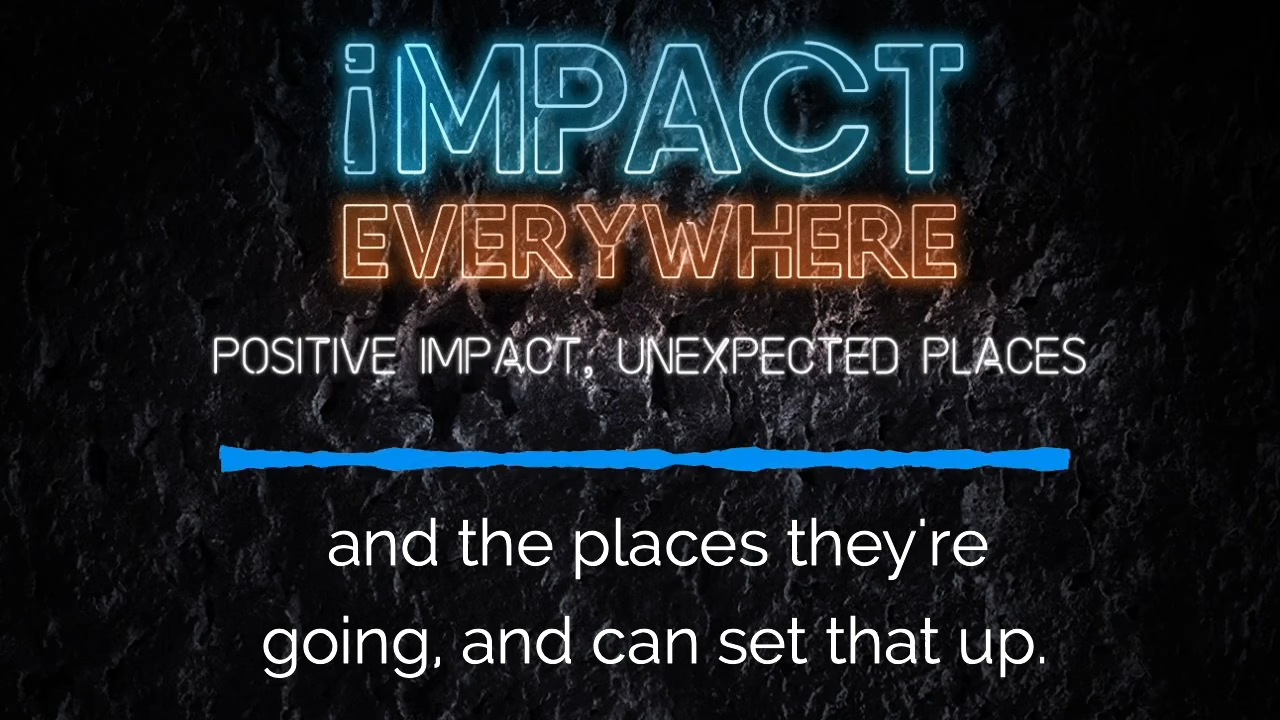 iMPACT
EVERYWHERE
POSITIVE IMPACT, UNEXPECTED PLACES
and the places they're
going, and can set that up.